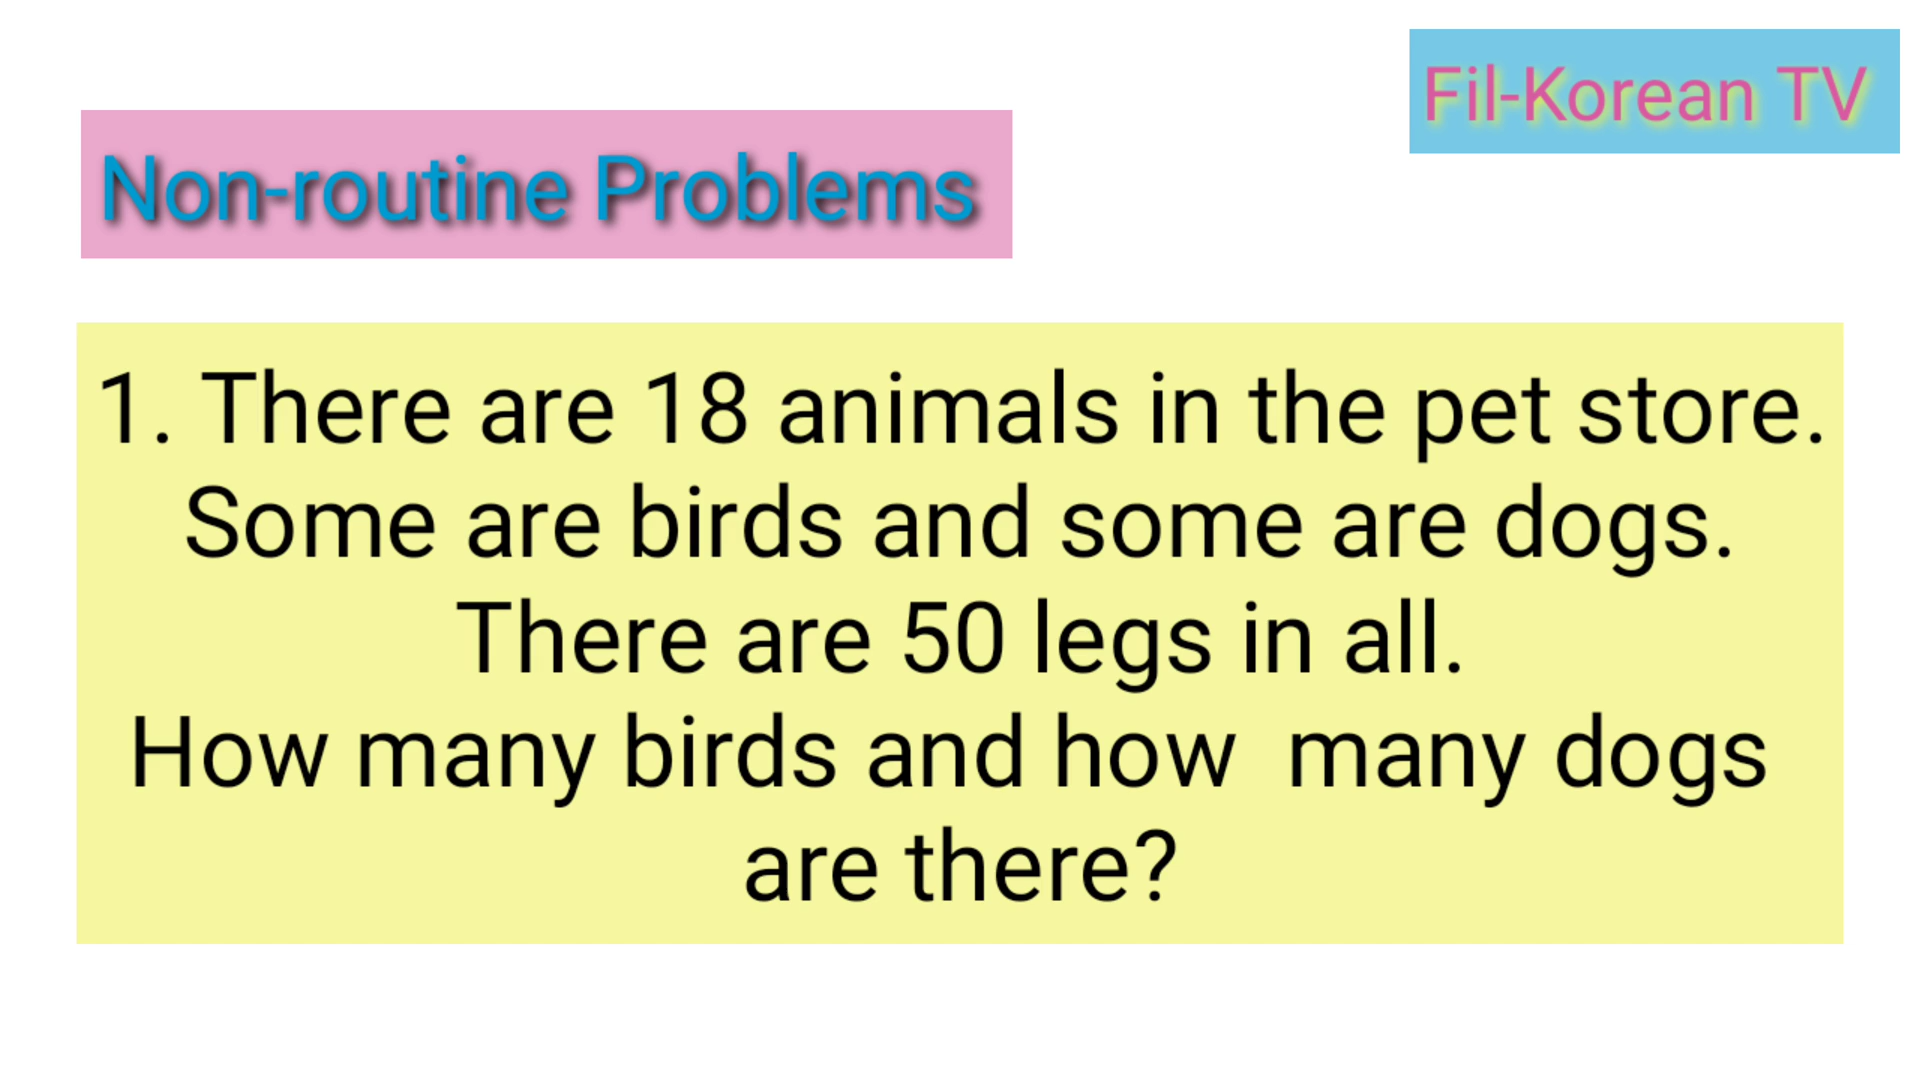 Fil-Korean TV
Non-routine Problems
1. There are 18 animals in the pet store.
Some are birds and some are dogs.
There are 50 legs in all.
How many birds and how  many dogs
are there?